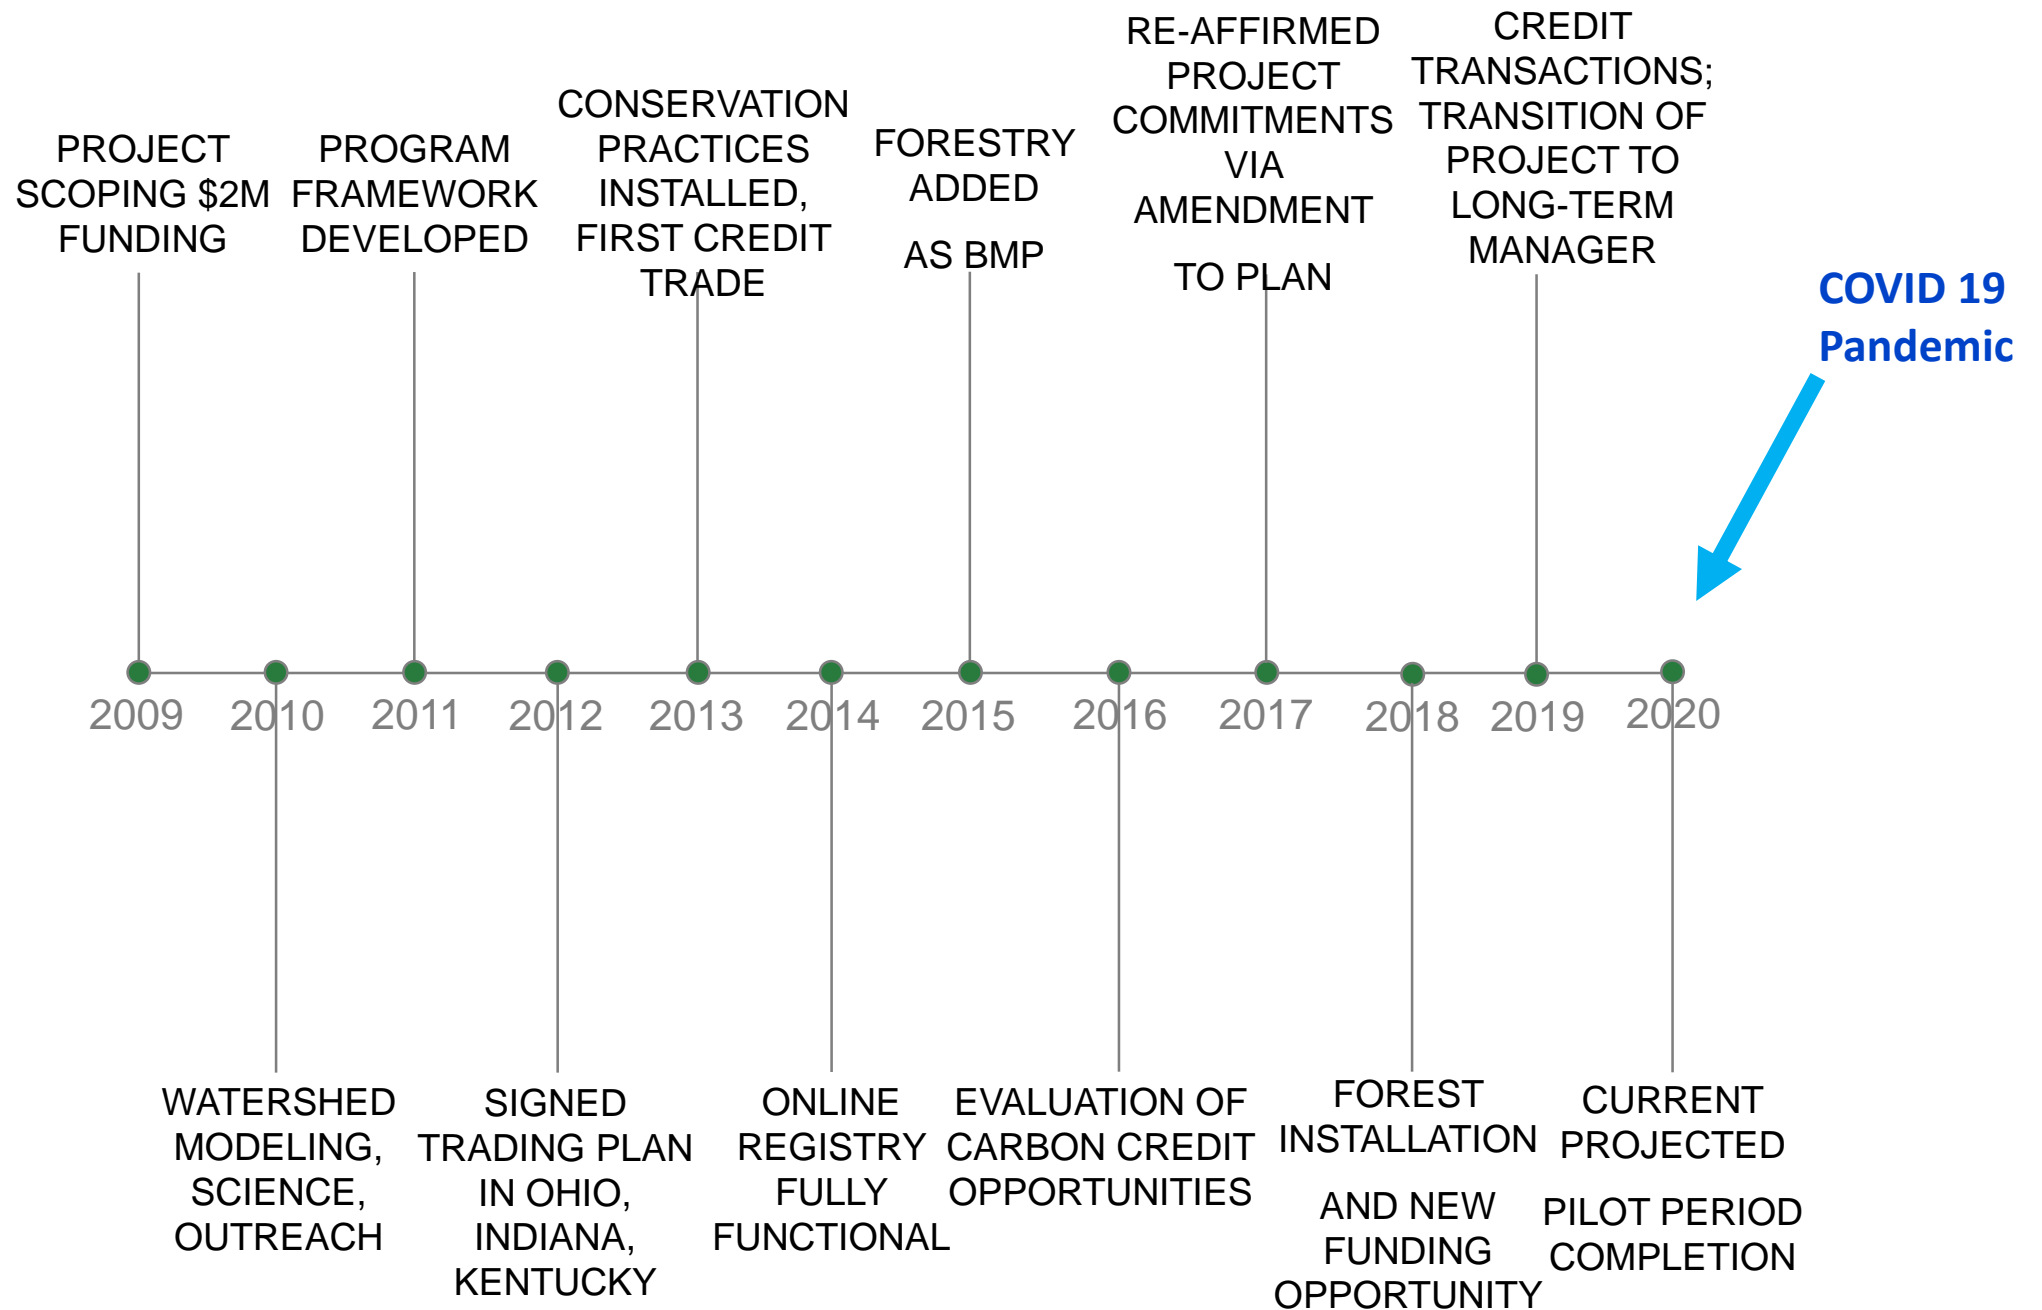 PROJECT
SCOPING $2M
FUNDING
PROGRAM
FRAMEWORK
DEVELOPED
CONSERVATION
PRACTICES
INSTALLED,
FIRST CREDIT
TRADE
FORESTRY
ADDED
AS BMP
RE-AFFIRMED
PROJECT
COMMITMENTS
VIA
AMENDMENT
TO PLAN
CREDIT
TRANSACTIONS;
TRANSITION OF
PROJECT TO
LONG-TERM
MANAGER
COVID 19
Pandemic
2009
2010
2011
2012
2013
2014
2015
2016
2017
2018
2019
2020
WATERSHED
MODELING,
SCIENCE,
OUTREACH
SIGNED
TRADING PLAN
IN OHIO,
INDIANA,
KENTUCKY
ONLINE
REGISTRY
FULLY
FUNCTIONAL
EVALUATION OF
CARBON CREDIT
OPPORTUNITIES
FOREST
INSTALLATION
AND NEW
FUNDING
OPPORTUNITY
CURRENT
PROJECTED
PILOT PERIOD
COMPLETION